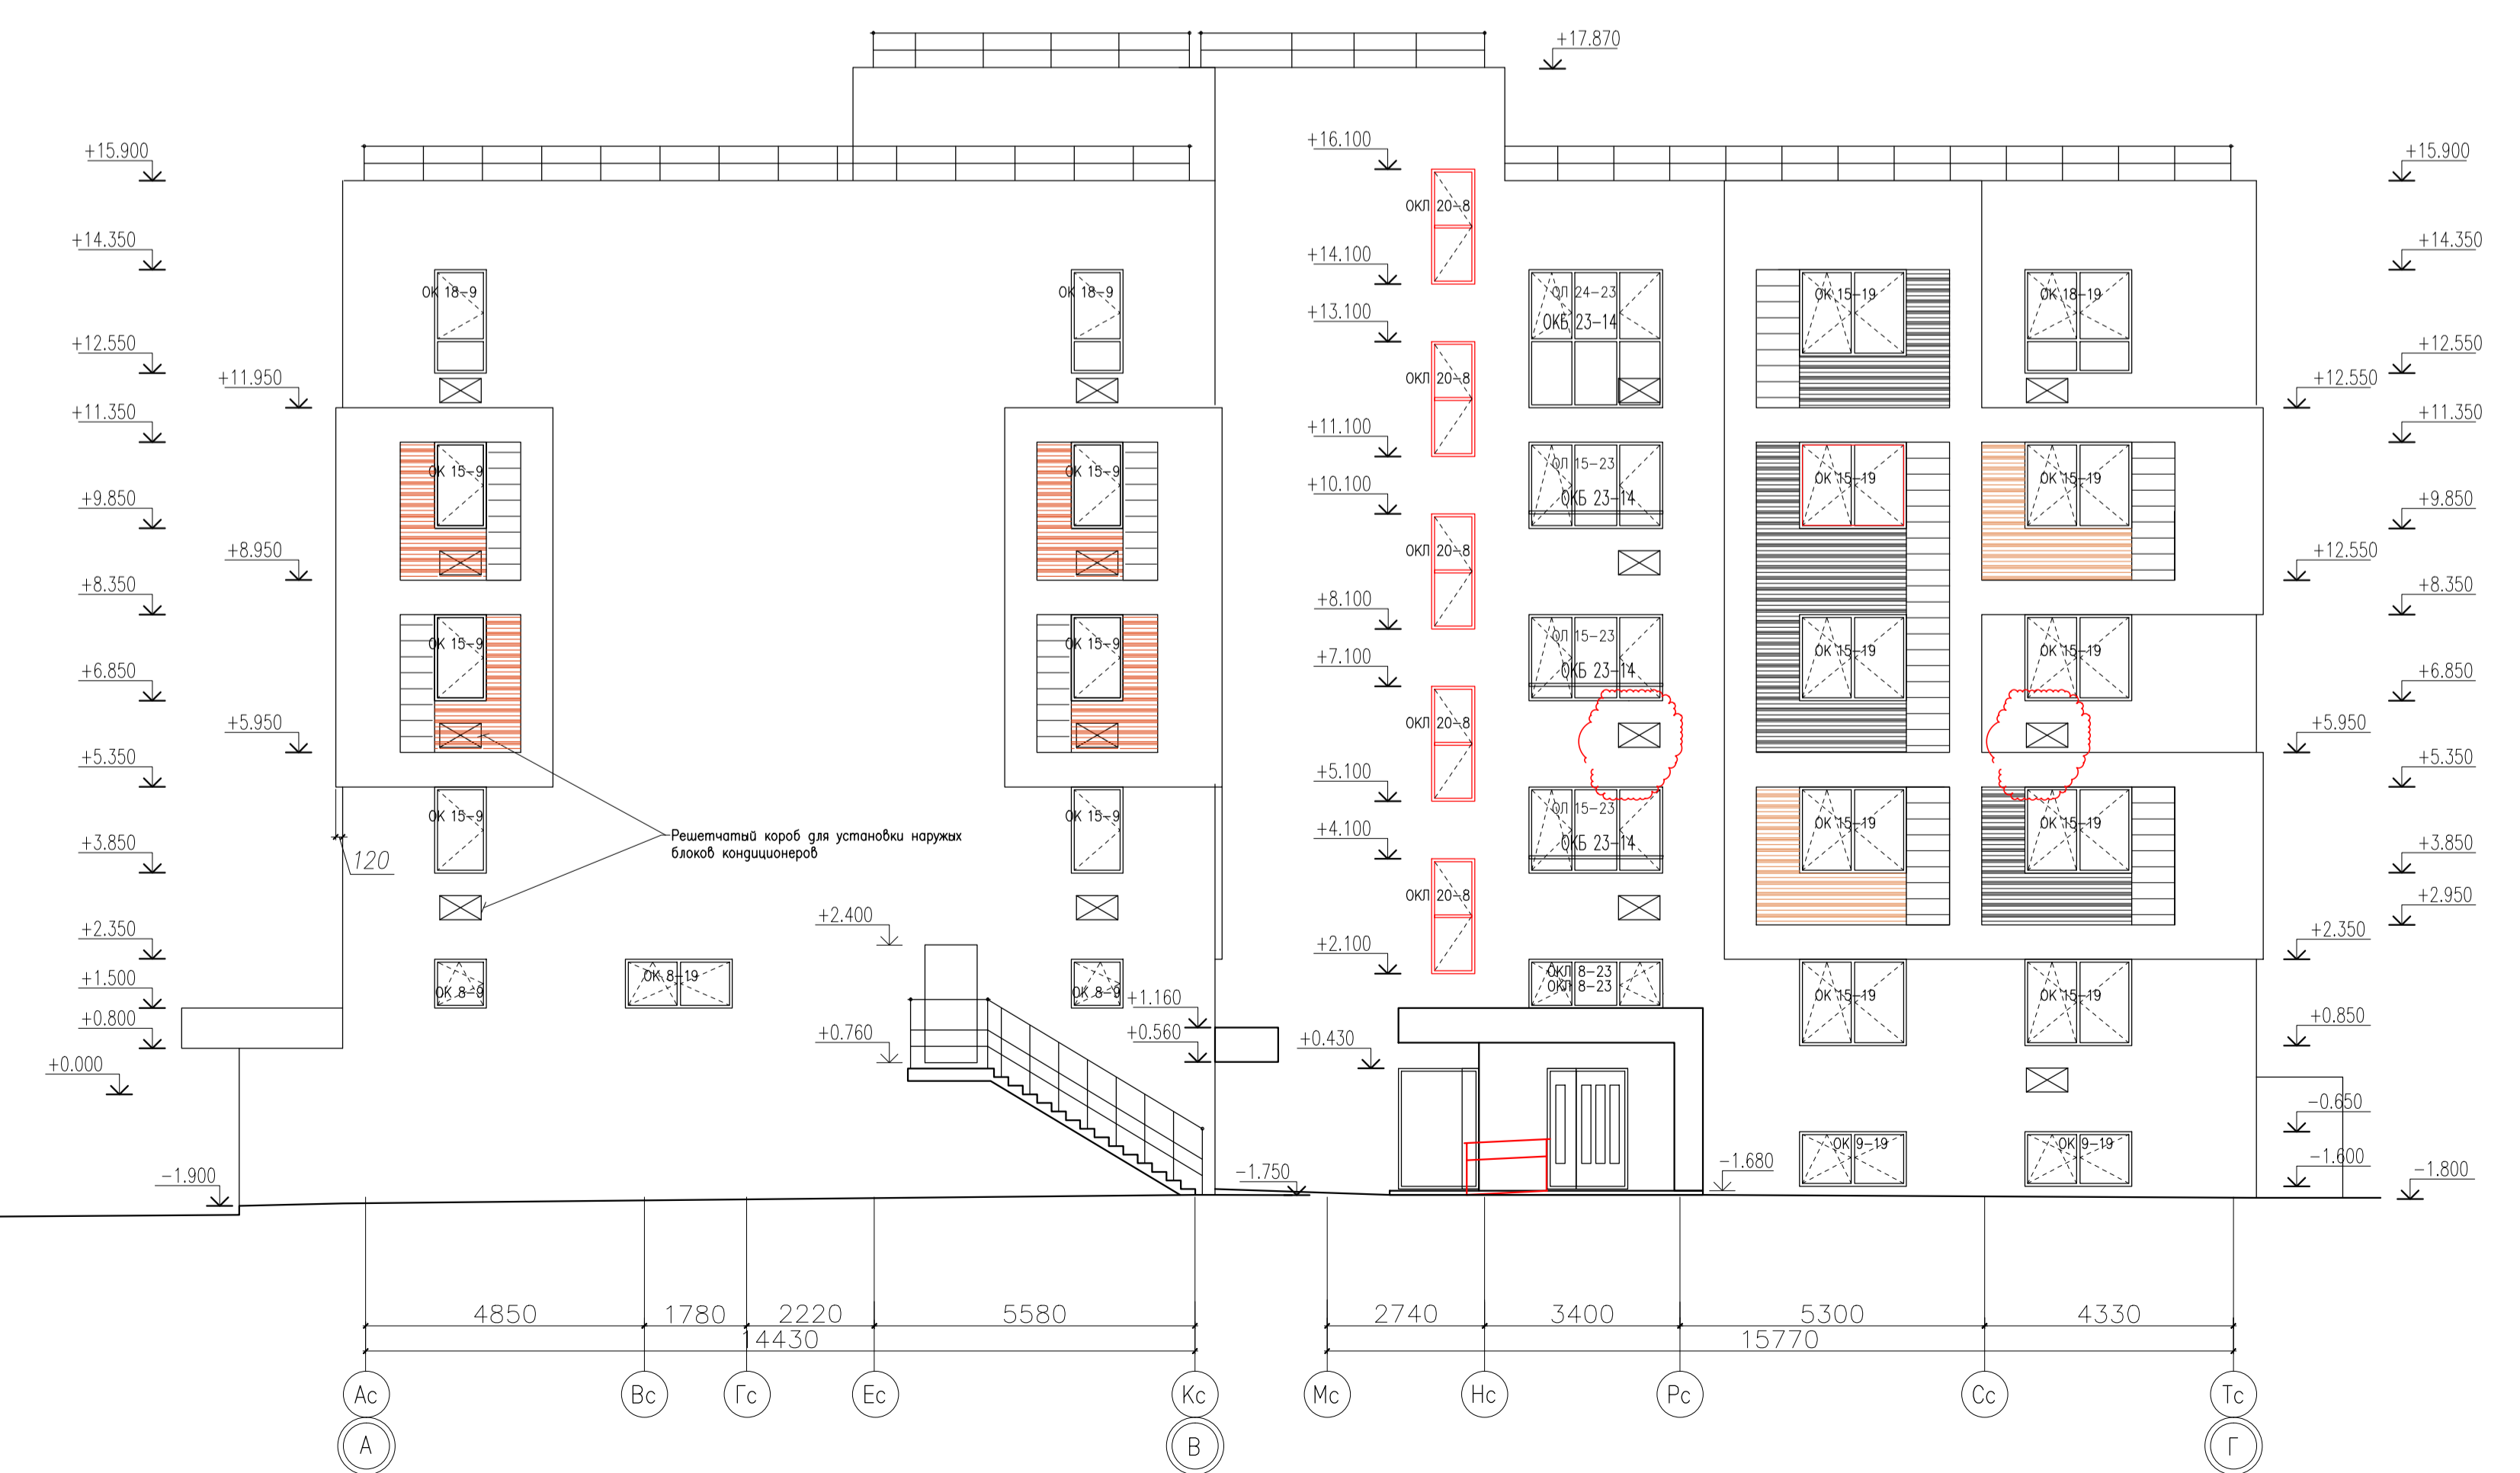 +17.870
+16.100
+15.900
+15.900
+14.350
+14.100
+14.350
ОК 18-9
ОК 18-9
ОКЛ 20-8
ОЛ 24-23
ОКБ 23-14
ОК 15-19
ОК 18-19
+13.100
+12.550
+12.550
+11.950
+12.550
ОКЛ 20-8
+11.350
+11.100
+11.350
ОК 15-9
ОК 15-9
ОЛ 15-23
ОКБ 23-14
ОК 15-19
ОК 15-19
+10.100
+9.850
+9.850
+8.950
+12.550
ОКЛ 20-8
+8.350
+8.100
+8.350
ОК 15-9
ОК 15-9
ОЛ 15-23
ОКБ 23-14
ОК 15-19
ОК 15-19
+7.100
+6.850
+6.850
+5.950
+5.950
ОКЛ 20-8
+5.350
+5.100
+5.350
ОК 15-9
ОК 15-9
ОЛ 15-23
ОКБ 23-14
ОК 15-19
ОК 15-19
Решетчатый короб для установки наружых
блоков кондиционеров
120
+4.100
+3.850
+3.850
ОКЛ 20-8
+2.950
+2.400
+2.350
+2.100
+2.350
+1.500
ОК 8-9
ОК 8-19
ОК 8-9
ОКЛ 8-23
ОКЛ 8-23
ОК 15-19
ОК 15-19
+1.160
+0.800
+0.760
+0.560
+0.430
+0.850
+0.000
-0.650
ОК 9-19
ОК 9-19
-1.900
-1.750
-1.680
-1.600
-1.800
4850
1780
2220
5580
2740
3400
5300
4330
14430
15770
Ас
Вс
Гс
Ес
Кс
Мс
Нс
Рс
Сс
Тс
А
В
Г